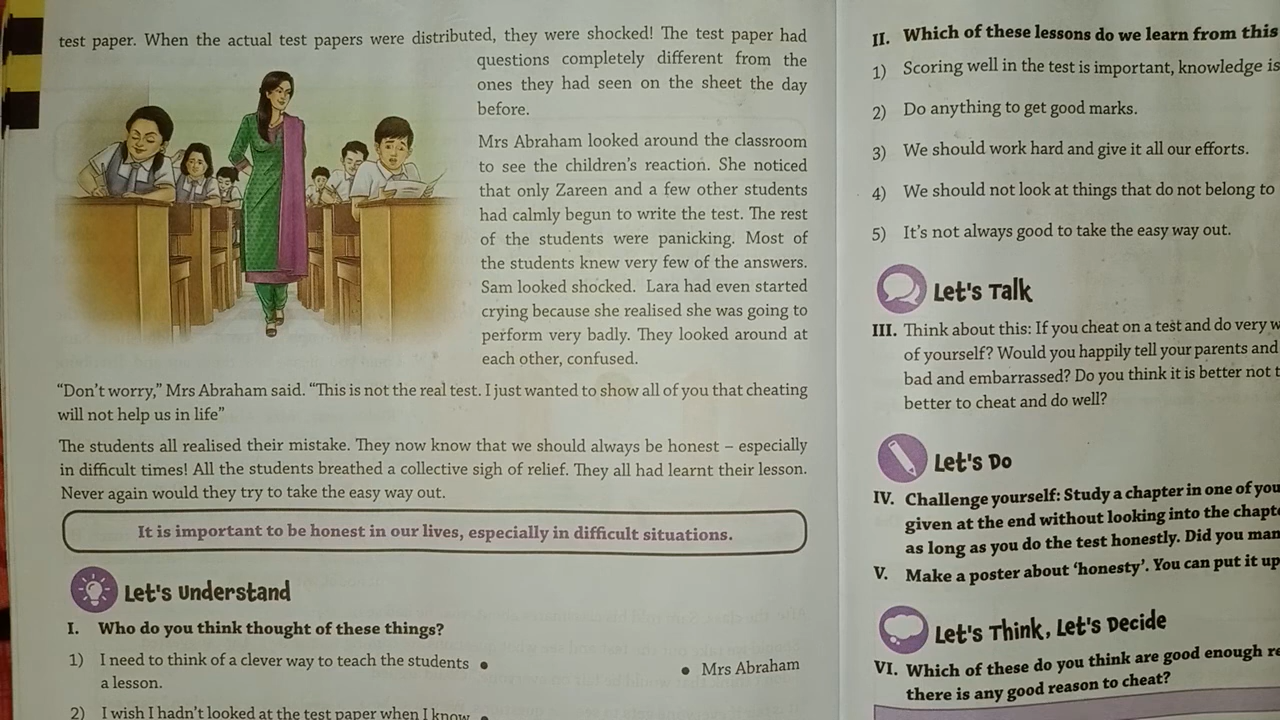 test paper. When the actual test papers were distributed, they were shocked! The test paper had
questions completely different from the
ones they had seen on the sheet the day
before.
Mrs Abraham looked around the classroom
to see the children's reaction. She noticed
that only Zareen and a few other students
had calmly begun to write the test. The rest
of the students were panicking. Most of
the students knew very few of the answers.
Sam looked shocked. Lara had even started
crying because she realised she was going to
perform very badly. They looked around at
each other, confused.
“Don't worry,” Mrs Abraham said. “This is not the real test. I just wanted to show all of you that cheating
will not help us in life”
The students all realised their mistake. They now know that we should always be honest – especially
in difficult times! All the students breathed a collective sigh of relief. They all had learnt their lesson.
Never again would they try to take the easy way out.
It is important to be honest in our lives, especially in difficult situations.
Let's Understand
I. Who do you think thought of these things?
1) I need to think of a clever way to teach the students •
a lesson.
• Mrs Abraham
2) I wish I hadn't looked at the test paper when I know •
II. Which of these lessons do we learn from this
1) Scoring well in the test is important, knowledge is
2) Do anything to get good marks.
3) We should work hard and give it all our efforts.
4) We should not look at things that do not belong to
5) It's not always good to take the easy way out.
Let's Talk
III. Think about this: If you cheat on a test and do very
of yourself? Would you happily tell your parents and
bad and embarrassed? Do you think it is better not
better to cheat and do well?
Let's Do
IV. Challenge yourself: Study a chapter in one of
given at the end without looking into the
as long as you do the test honestly. Did you
V. Make a poster about ‘honesty’. You can put it up
Let's Think, Let's Decide
VI. Which of these do you think are good enough
there is any good reason to cheat?